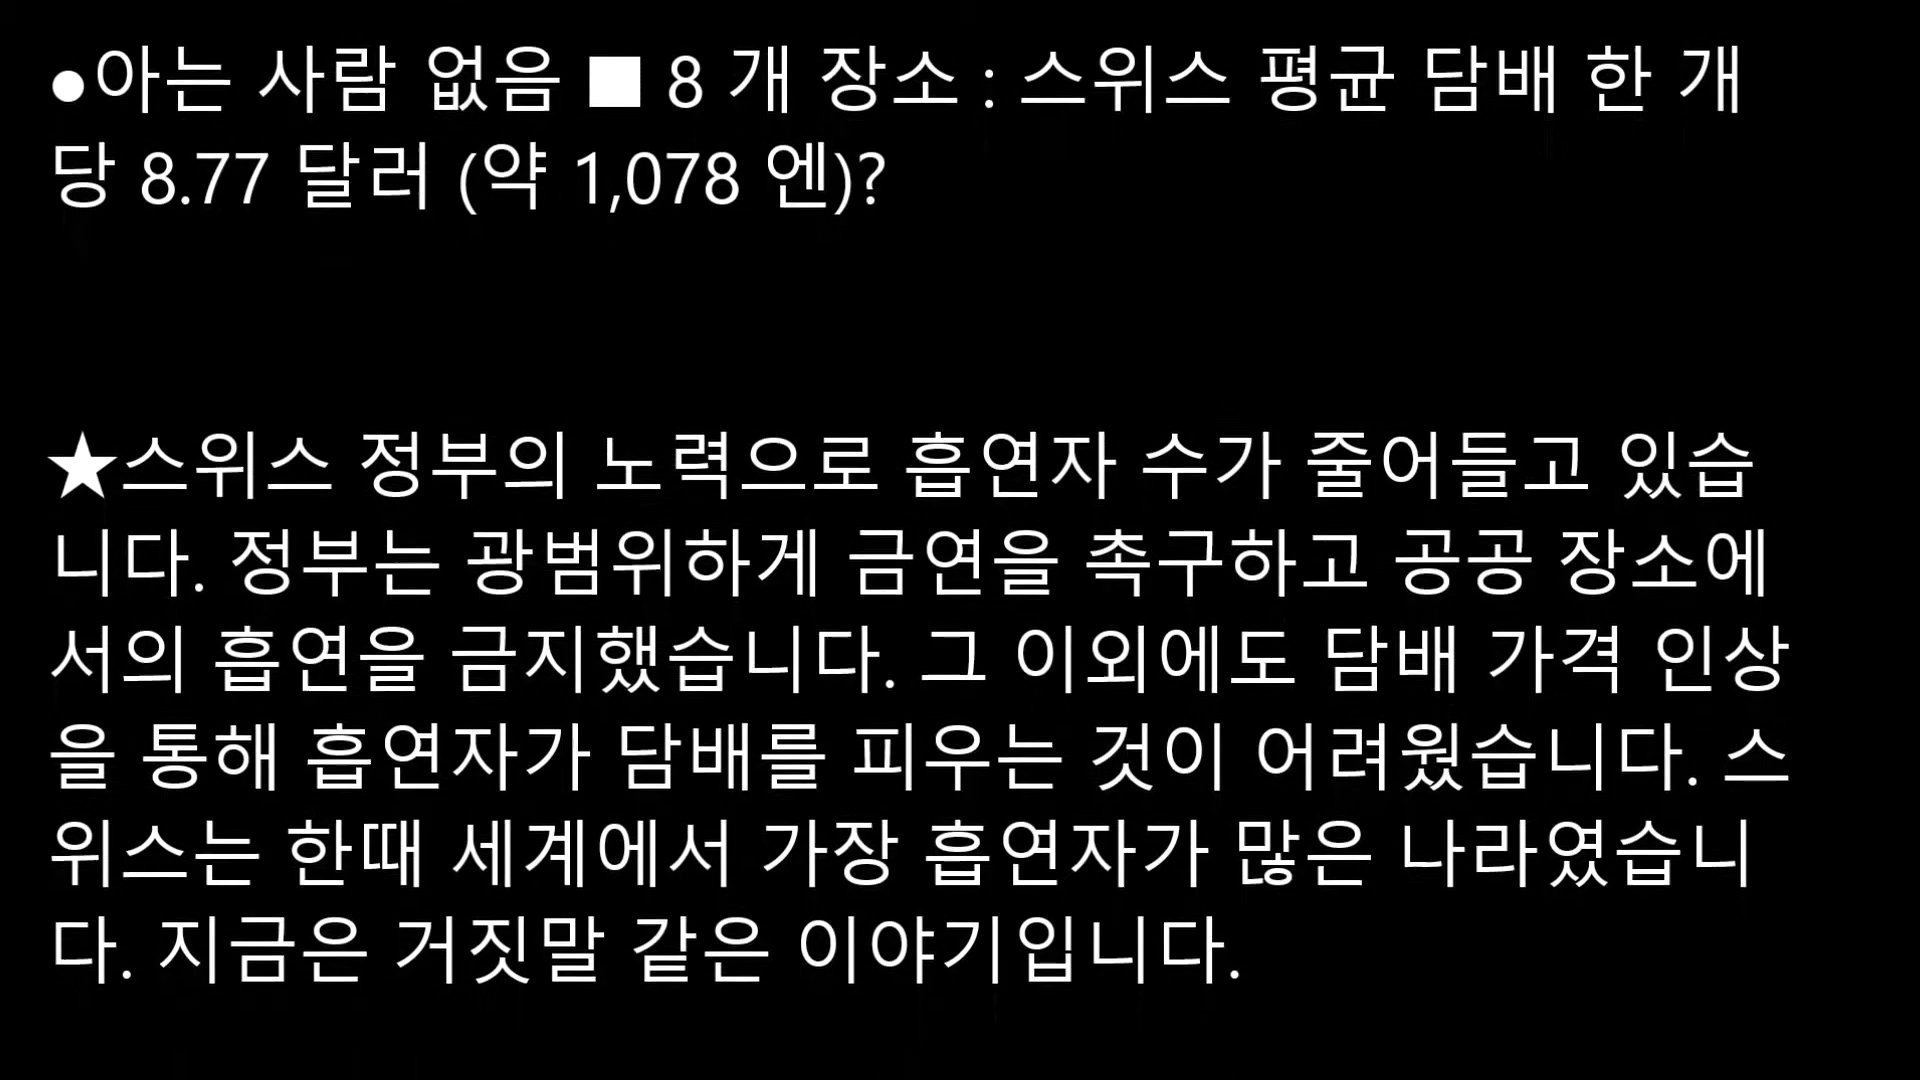 ●아는 사람 없음 ■ 8 개 장소 : 스위스 평균 담배 한 개
당 8.77 달러 (약 1,078 엔)?
★스위스 정부의 노력으로 흡연자 수가 줄어들고 있습
니다. 정부는 광범위하게 금연을 촉구하고 공공 장소에
서의 흡연을 금지했습니다. 그 이외에도 담배 가격 인상
을 통해 흡연자가 담배를 피우는 것이 어려웠습니다. 스
위스는 한때 세계에서 가장 흡연자가 많은 나라였습니
다. 지금은 거짓말 같은 이야기입니다.